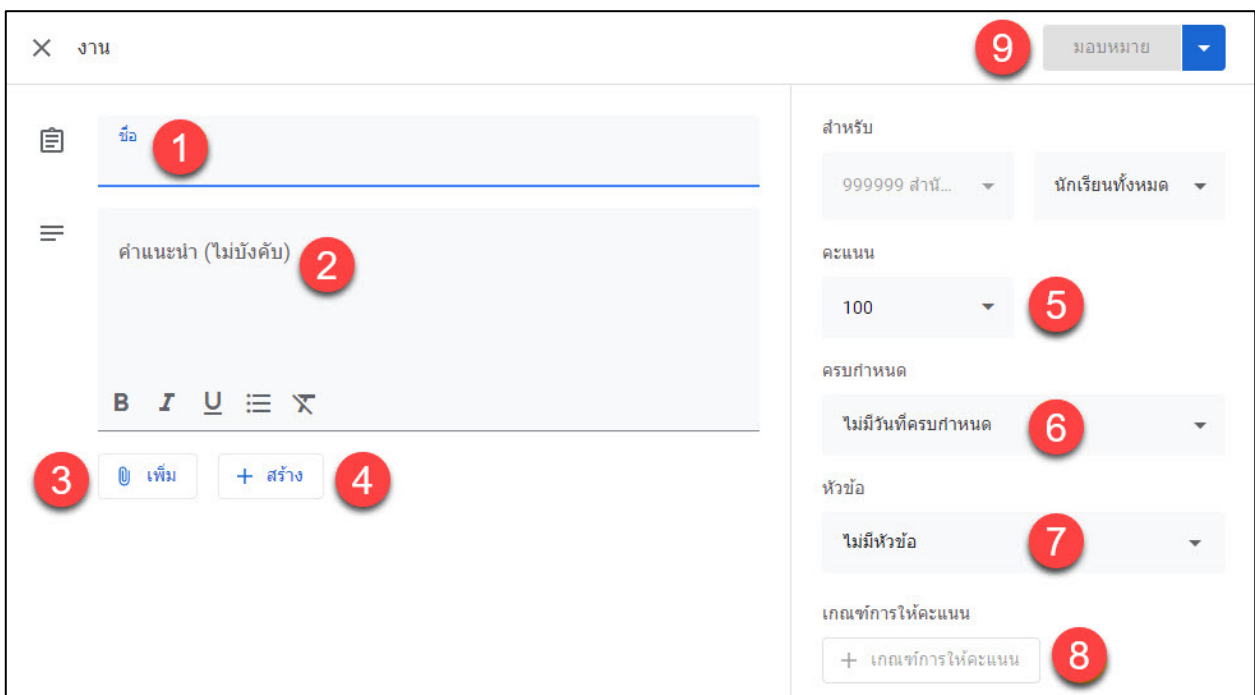 งาน
9
มอบหมาย
ชื่อ
1
คำแนะนำ (ไม่บังคับ)
2
B I U
3
เพิ่ม
+ สร้าง
4
สำหรับ
999999 สำนั...
นักเรียนทั้งหมด
คะแนน
100
5
ครบกำหนด
ไม่มีวันที่ครบกำหนด
6
หัวข้อ
ไม่มีหัวข้อ
7
เกณฑ์การให้คะแนน
+ เกณฑ์การให้คะแนน
8